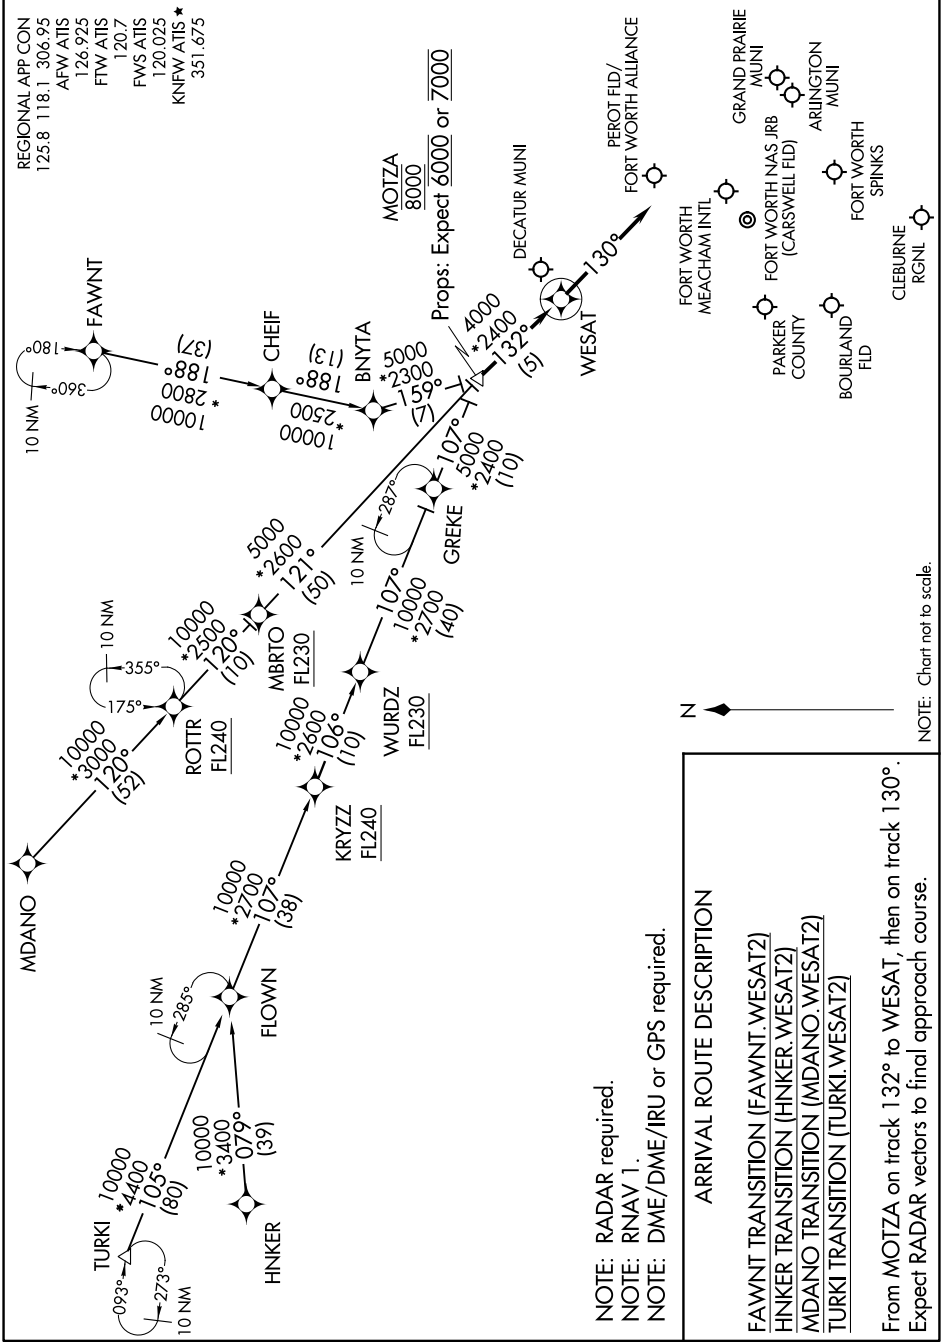 REGIONAL APP CON
125.8 118.1 306.95
AFW ATIS
126.925
FTW ATIS
120.7
FWS ATIS
120.025
KNFW ATIS ★
351.675
MDANO
10000
*3000
120°
(52)
10 NM
175°
355°
ROTTR
FL240
10000
*2500
120°
(10)
MBRTO
FL230
5000
*2600
121°
(50)
10 NM
360°
180°
FAWNT
10000
*2800
188°
(37)
CHEIF
10000
*2500
188°
(13)
BNYTA
5000
*2300
159°
(7)
MOTZA
8000
Props: Expect 6000 or 7000
4000
*2400
132°
(5)
WESAT
130°
TURKI
093°
273°
10 NM
10000
*4400
105°
(80)
HNKER
10000
*3400
079°
(39)
10 NM
285°
FLOWN
10000
*2700
107°
(38)
KRYZZ
FL240
10000
*2600
106°
(10)
WURDZ
FL230
10000
*2700
107°
(40)
10 NM
287°
GREKE
107°
5000
*2400
(10)
DECATUR MUNI
PEROT FLD/
FORT WORTH ALLIANCE
FORT WORTH
MEACHAM INTL
GRAND PRAIRIE
MUNI
ARLINGTON
MUNI
FORT WORTH NAS JRB
(CARSWELL FLD)
PARKER
COUNTY
FORT WORTH
SPINKS
BOURLAND
FLD
CLEBURNE
RGNL
NOTE: RADAR required.
NOTE: RNAV 1.
NOTE: DME/DME/IRU or GPS required.
N
NOTE: Chart not to scale.
ARRIVAL ROUTE DESCRIPTION
FAWNT TRANSITION (FAWNT.WESAT2)
HNKER TRANSITION (HNKER.WESAT2)
MDANO TRANSITION (MDANO.WESAT2)
TURKI TRANSITION (TURKI.WESAT2)
From MOTZA on track 132° to WESAT, then on track 130°.
Expect RADAR vectors to final approach course.